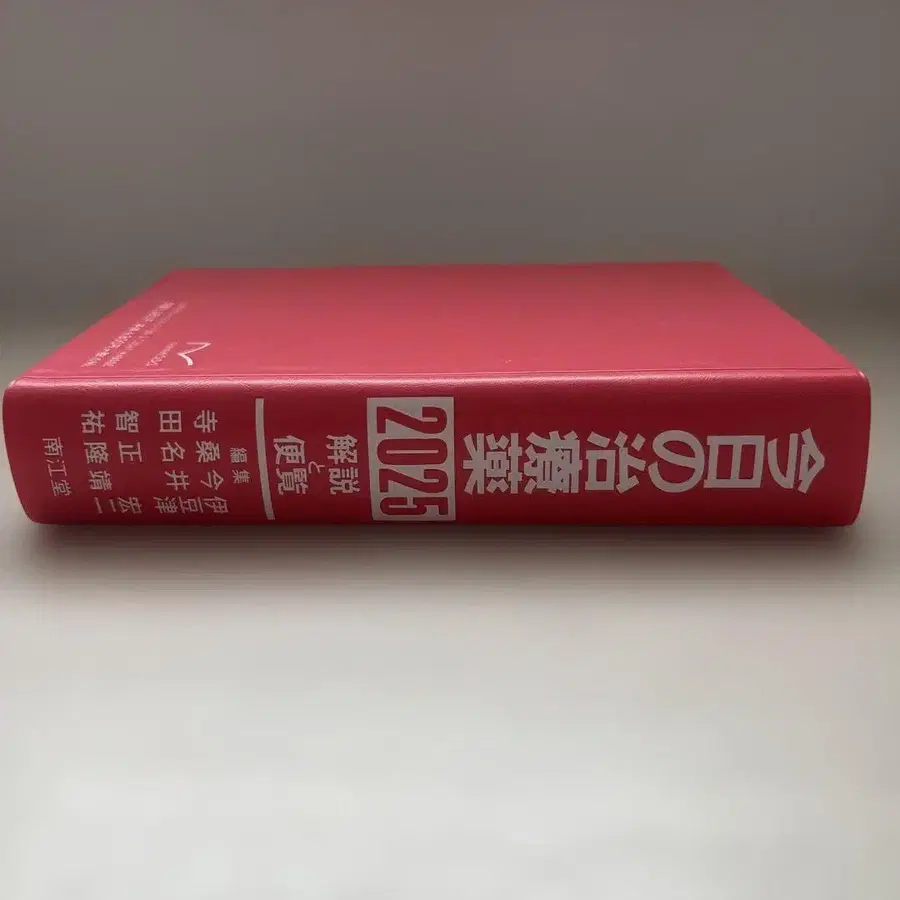 今日の治療薬
2025
解説と便覧
編集
伊豆津宏二
今井 靖
桑名正隆
寺田智祐
南江堂